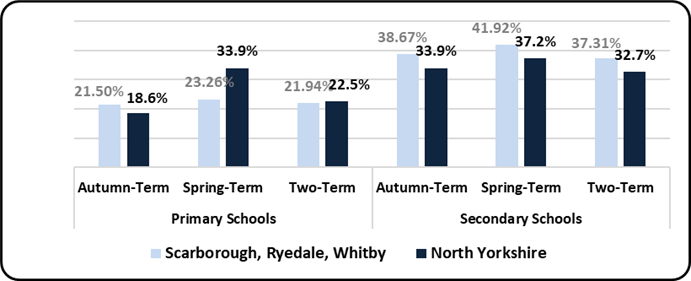 21.50% 18.6% 23.26% 33.9% 21.94% 22.5% 38.67% 33.9% 41.92% 37.2% 37.31% 32.7%
Autumn-Term Spring-Term Two-Term Autumn-Term Spring-Term Two-Term
Primary Schools Secondary Schools
Scarborough, Ryedale, Whitby North Yorkshire